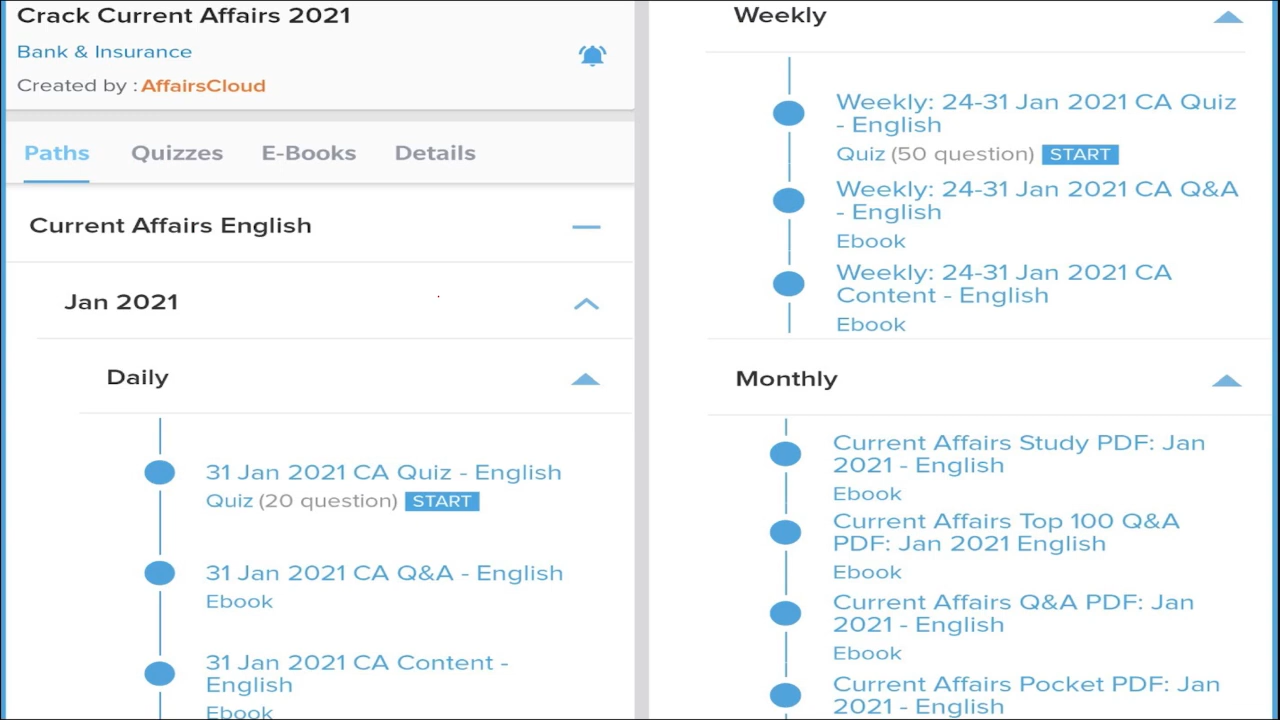 Crack Current Affairs 2021
Bank & Insurance
Created by : AffairsCloud
Paths Quizzes E-Books Details
Current Affairs English
Jan 2021
Daily
31 Jan 2021 CA Quiz - English
Quiz (20 question) START
31 Jan 2021 CA Q&A - English
Ebook
31 Jan 2021 CA Content -
English
Ebook
Weekly
Weekly: 24-31 Jan 2021 CA Quiz
- English
Quiz (50 question) START
Weekly: 24-31 Jan 2021 CA Q&A
- English
Ebook
Weekly: 24-31 Jan 2021 CA
Content - English
Ebook
Monthly
Current Affairs Study PDF: Jan
2021 - English
Ebook
Current Affairs Top 100 Q&A
PDF: Jan 2021 English
Ebook
Current Affairs Q&A PDF: Jan
2021 - English
Ebook
Current Affairs Pocket PDF: Jan
2021 - English